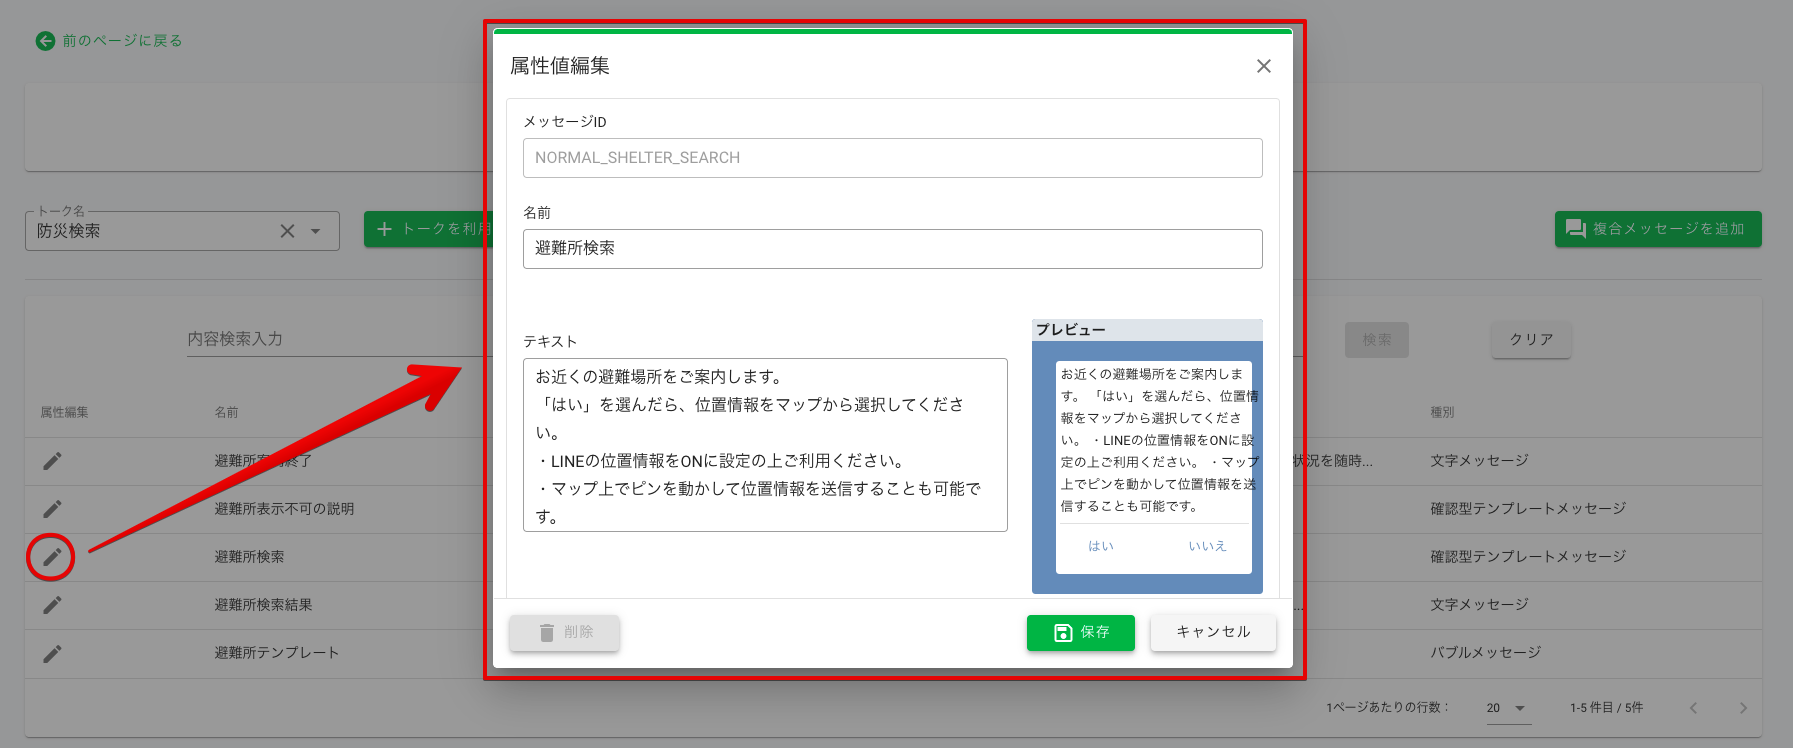 前のページに戻る
トーク名
防災検索
トークを利用
複合メッセージを追加
内容検索入力
検索
クリア
属性編集
名前
種別
避難所案内終了
状況を随時...
文字メッセージ
避難所表示不可の説明
確認型テンプレートメッセージ
避難所検索
確認型テンプレートメッセージ
避難所検索結果
...
文字メッセージ
避難所テンプレート
バブルメッセージ
1ページあたりの行数：
20
1-5 件目 / 5件
属性値編集
メッセージID
NORMAL_SHELTER_SEARCH
名前
避難所検索
テキスト
お近くの避難場所をご案内します。
「はい」を選んだら、位置情報をマップから選択してくださ
い。
・LINEの位置情報をONに設定の上ご利用ください。
・マップ上でピンを動かして位置情報を送信することも可能で
す。
プレビュー
お近くの避難場所をご案内しま
す。 「はい」を選んだら、位置情
報をマップから選択してくださ
い。 ・LINEの位置情報をONに設
定の上ご利用ください。 ・マップ
上でピンを動かして位置情報を送
信することも可能です。
はい
いいえ
削除
保存
キャンセル